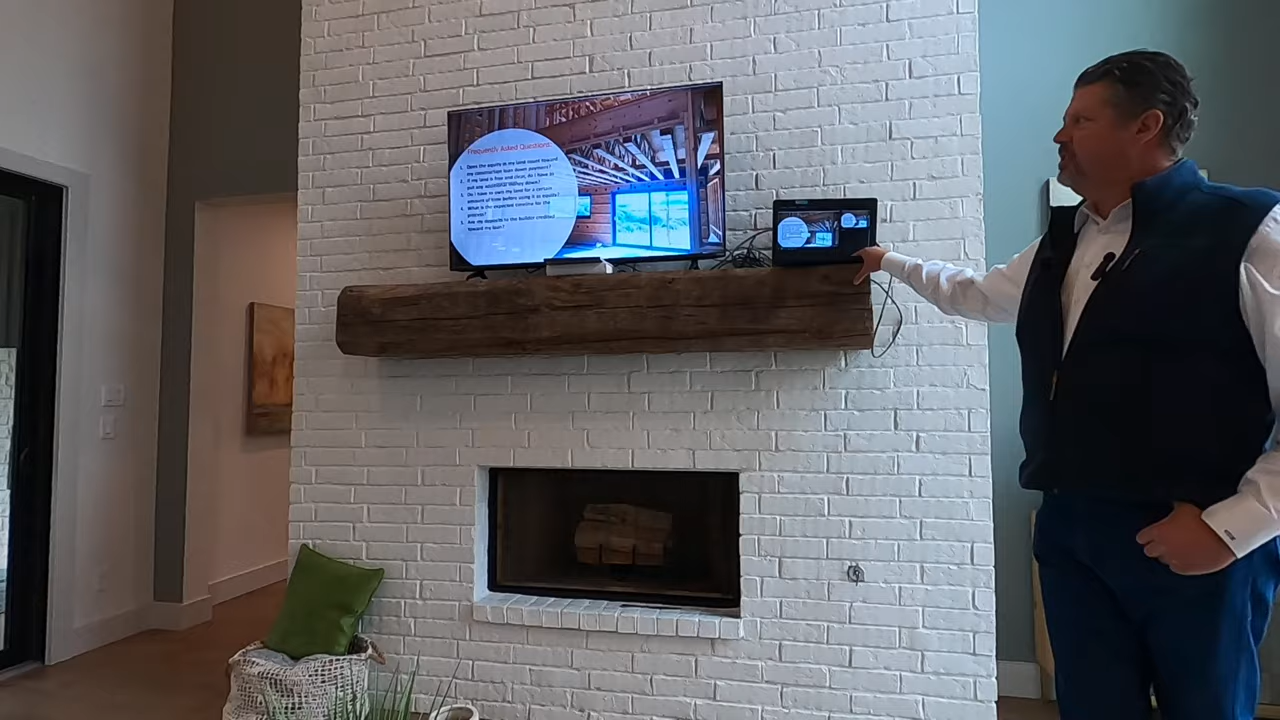 Frequently Asked Questions:
1. Does the equity in my land count toward
my construction loan down payment?
2. If my land is free and clear, do I have to
put any additional money down?
3. Do I have to own my land for a certain
amount of time before using it as equity?
4. What is the expected timeline for the
process?
5. Are my deposits to the builder credited
toward my loan?